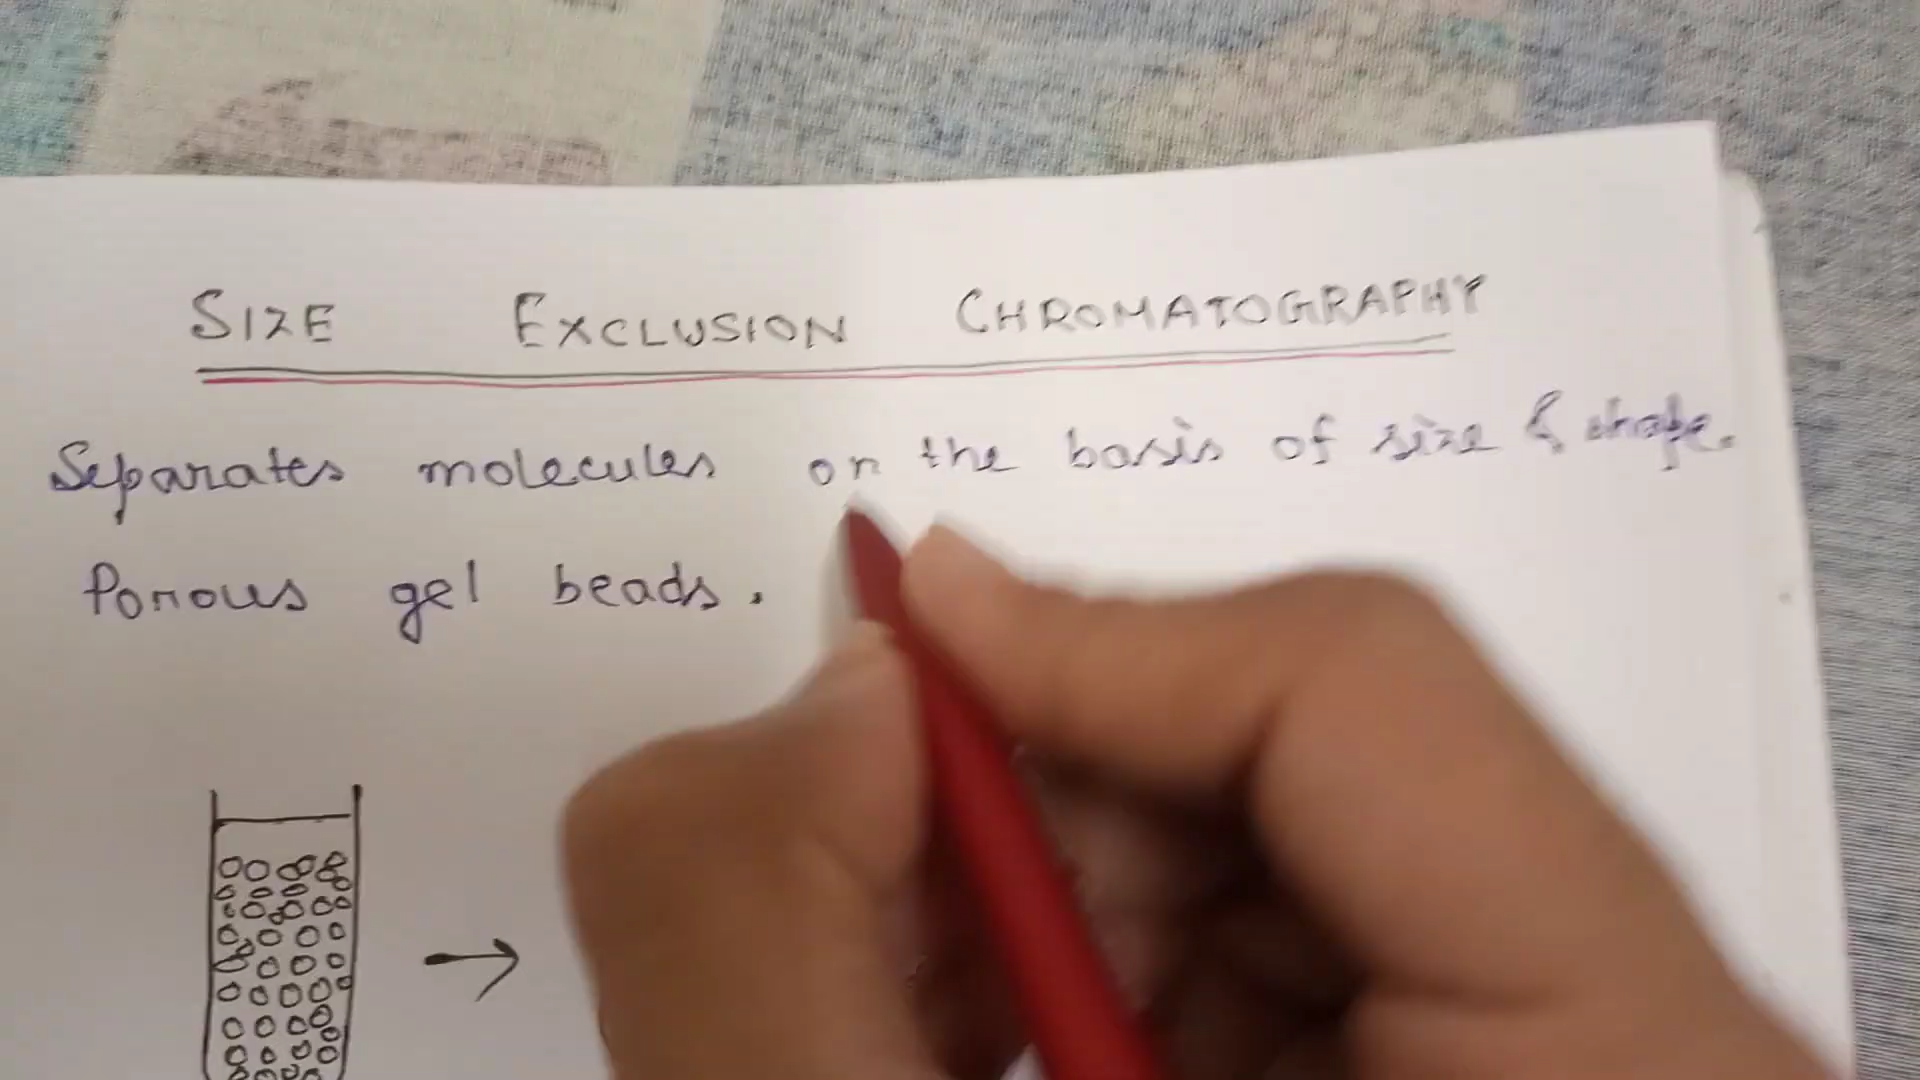 SIZE EXCLUSION CHROMATOGRAPHY
Separates molecules on the basis of size & shape.
Porous gel beads.